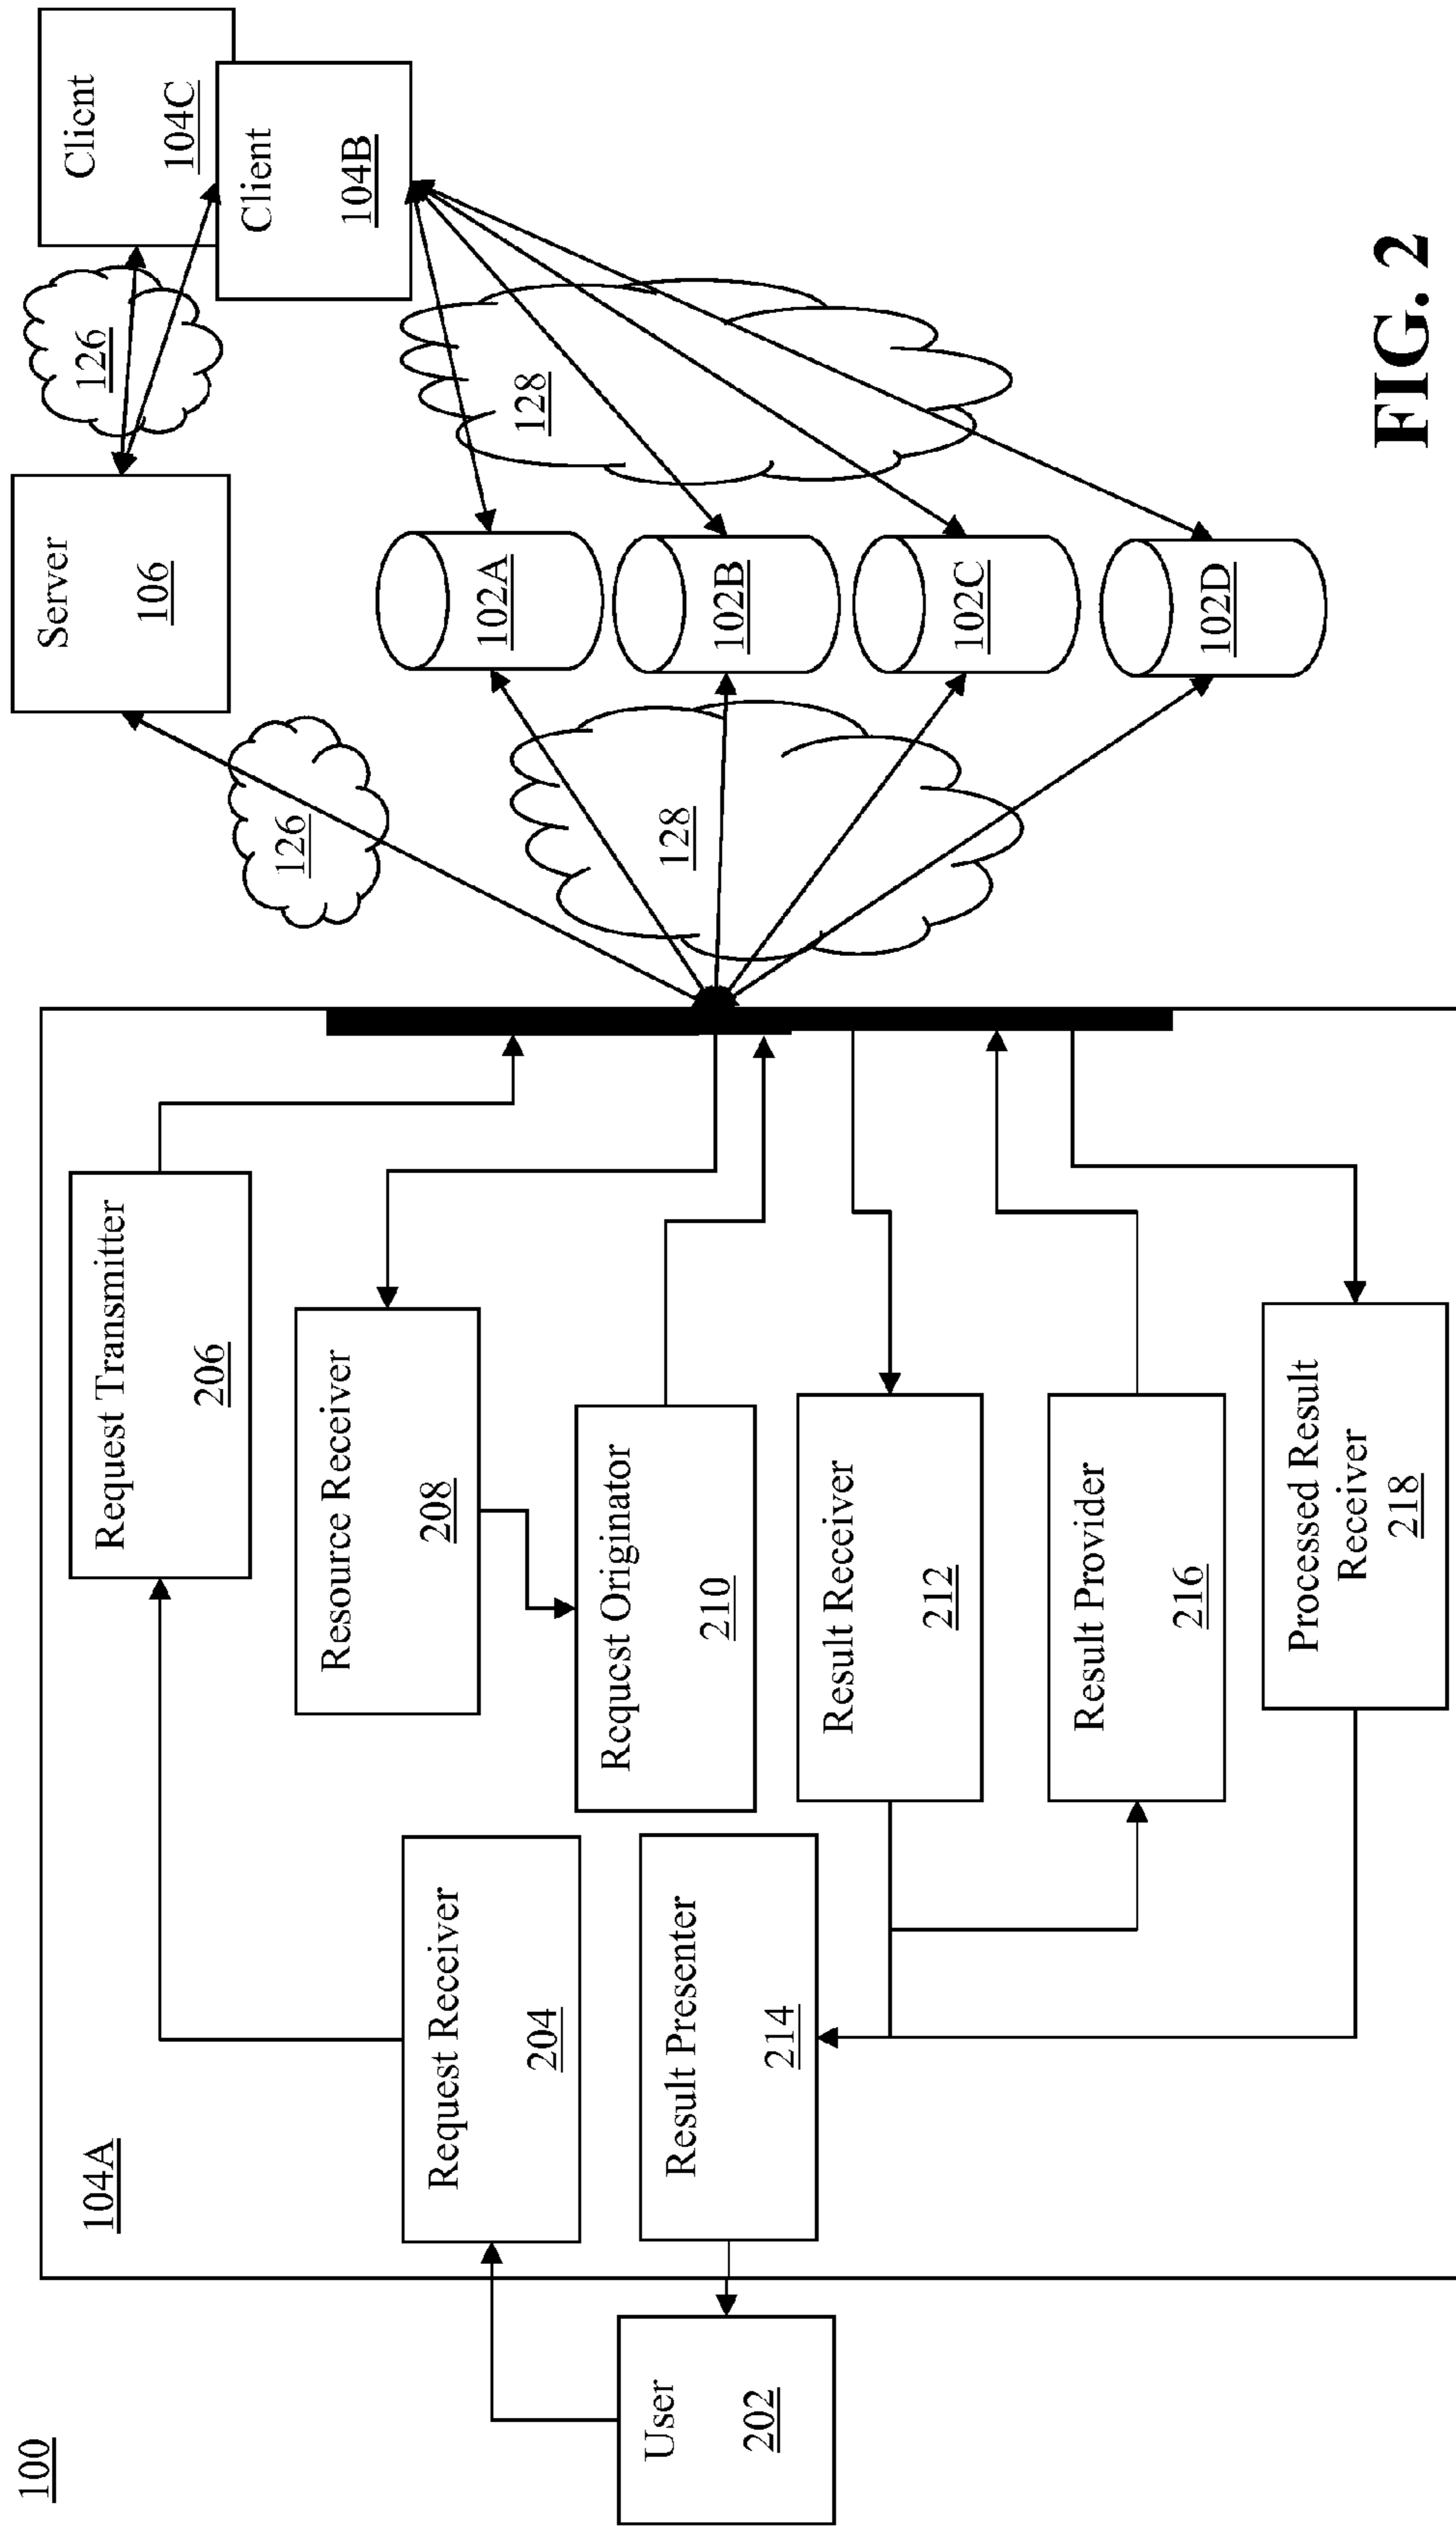 100
104A
User
202
Request Receiver
204
Result Presenter
214
Request Transmitter
206
Resource Receiver
208
Request Originator
210
Result Receiver
212
Result Provider
216
Processed Result
Receiver
218
126
128
Server
106
102A
102B
102C
102D
126
128
Client
104C
Client
104B
FIG. 2